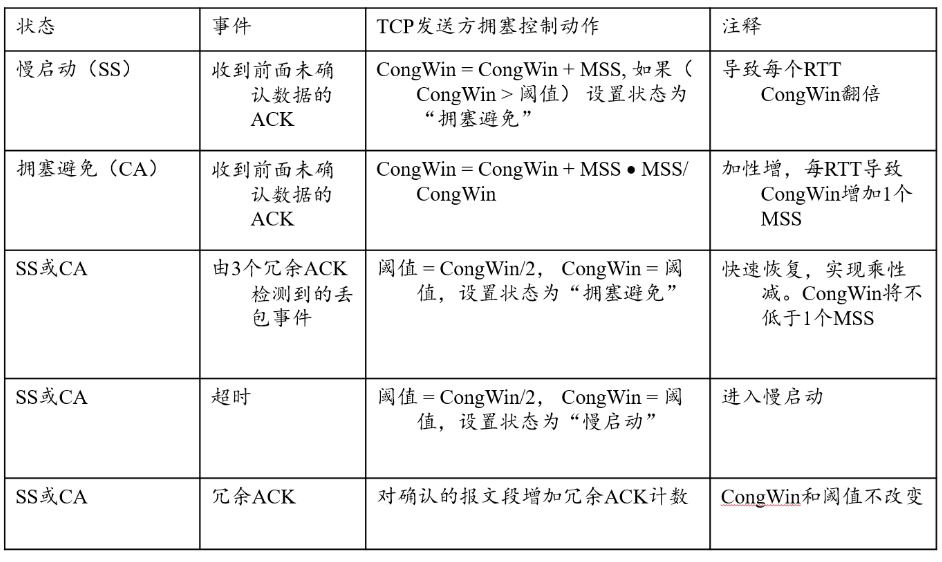 状态
事件
TCP发送方拥塞控制动作
注释
慢启动（SS）
收到前面未确
认数据的
ACK
CongWin = CongWin + MSS, 如果（
CongWin > 阈值） 设置状态为
“拥塞避免”
导致每个RTT
CongWin翻倍
拥塞避免（CA）
收到前面未确
认数据的
ACK
CongWin = CongWin + MSS ● MSS/
CongWin
加性增，每RTT导致
CongWin增加1个
MSS
SS或CA
由3个冗余ACK
检测到的丢
包事件
阈值 = CongWin/2， CongWin = 阈
值，设置状态为“拥塞避免”
快速恢复，实现乘性
减。CongWin将不
低于1个MSS
SS或CA
超时
阈值 = CongWin/2， CongWin = 阈
值，设置状态为“慢启动”
进入慢启动
SS或CA
冗余ACK
对确认的报文段增加冗余ACK计数
CongWin和阈值不改变